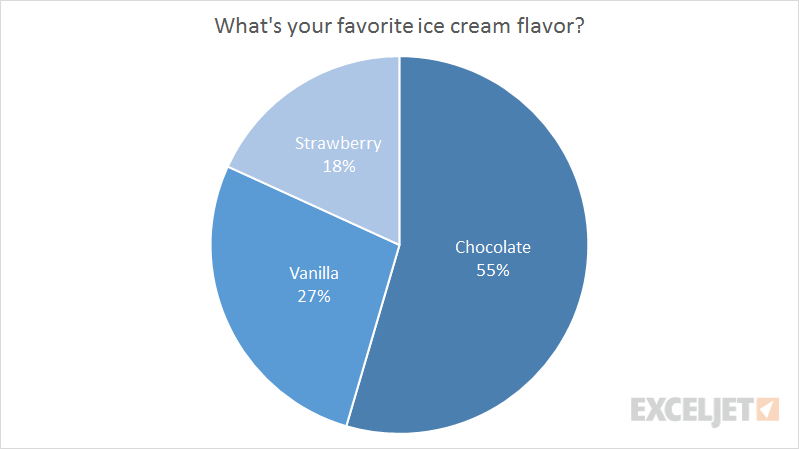 What's your favorite ice cream flavor?
Strawberry
18%
Chocolate
55%
Vanilla
27%
EXCELJET